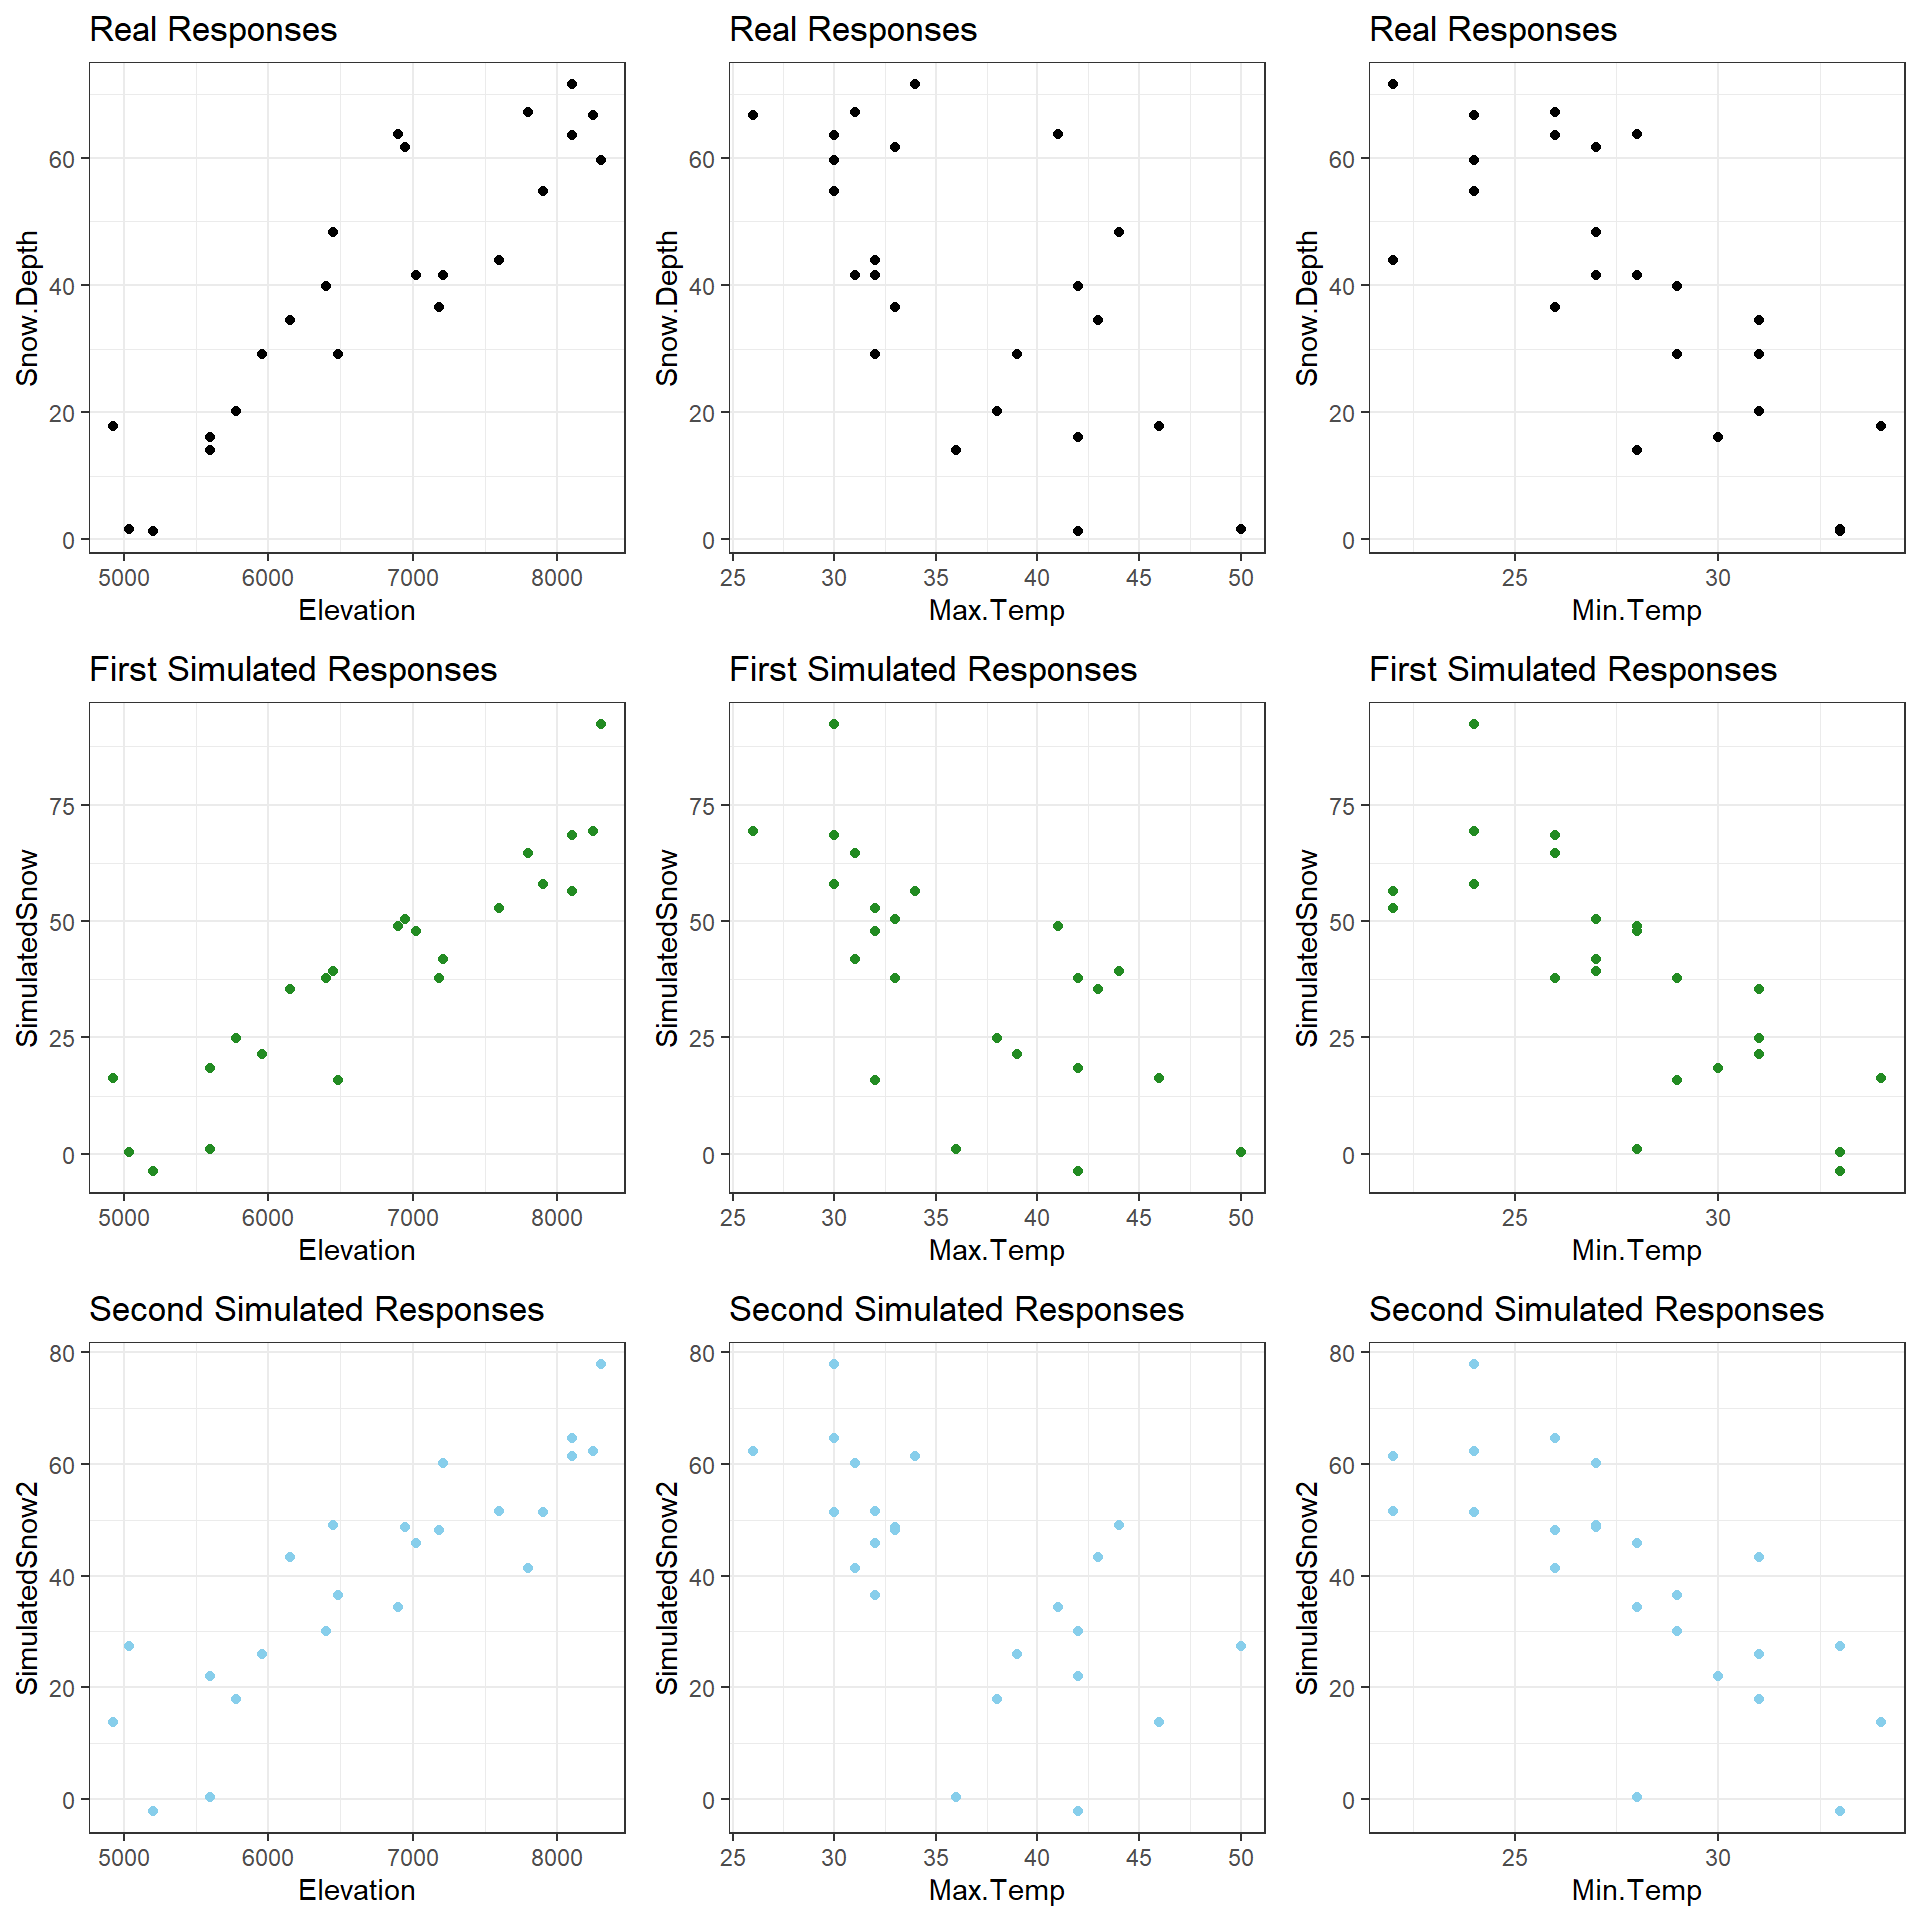 Real Responses
Real Responses
Real Responses
Snow.Depth
60
40
20
0
5000 6000 7000 8000
Elevation
Snow.Depth
60
40
20
0
25 30 35 40 45 50
Max.Temp
Snow.Depth
60
40
20
0
25 30
Min.Temp
First Simulated Responses
First Simulated Responses
First Simulated Responses
SimulatedSnow
75
50
25
0
5000 6000 7000 8000
Elevation
SimulatedSnow
75
50
25
0
25 30 35 40 45 50
Max.Temp
SimulatedSnow
75
50
25
0
25 30
Min.Temp
Second Simulated Responses
Second Simulated Responses
Second Simulated Responses
SimulatedSnow2
80
60
40
20
0
5000 6000 7000 8000
Elevation
SimulatedSnow2
80
60
40
20
0
25 30 35 40 45 50
Max.Temp
SimulatedSnow2
80
60
40
20
0
25 30
Min.Temp